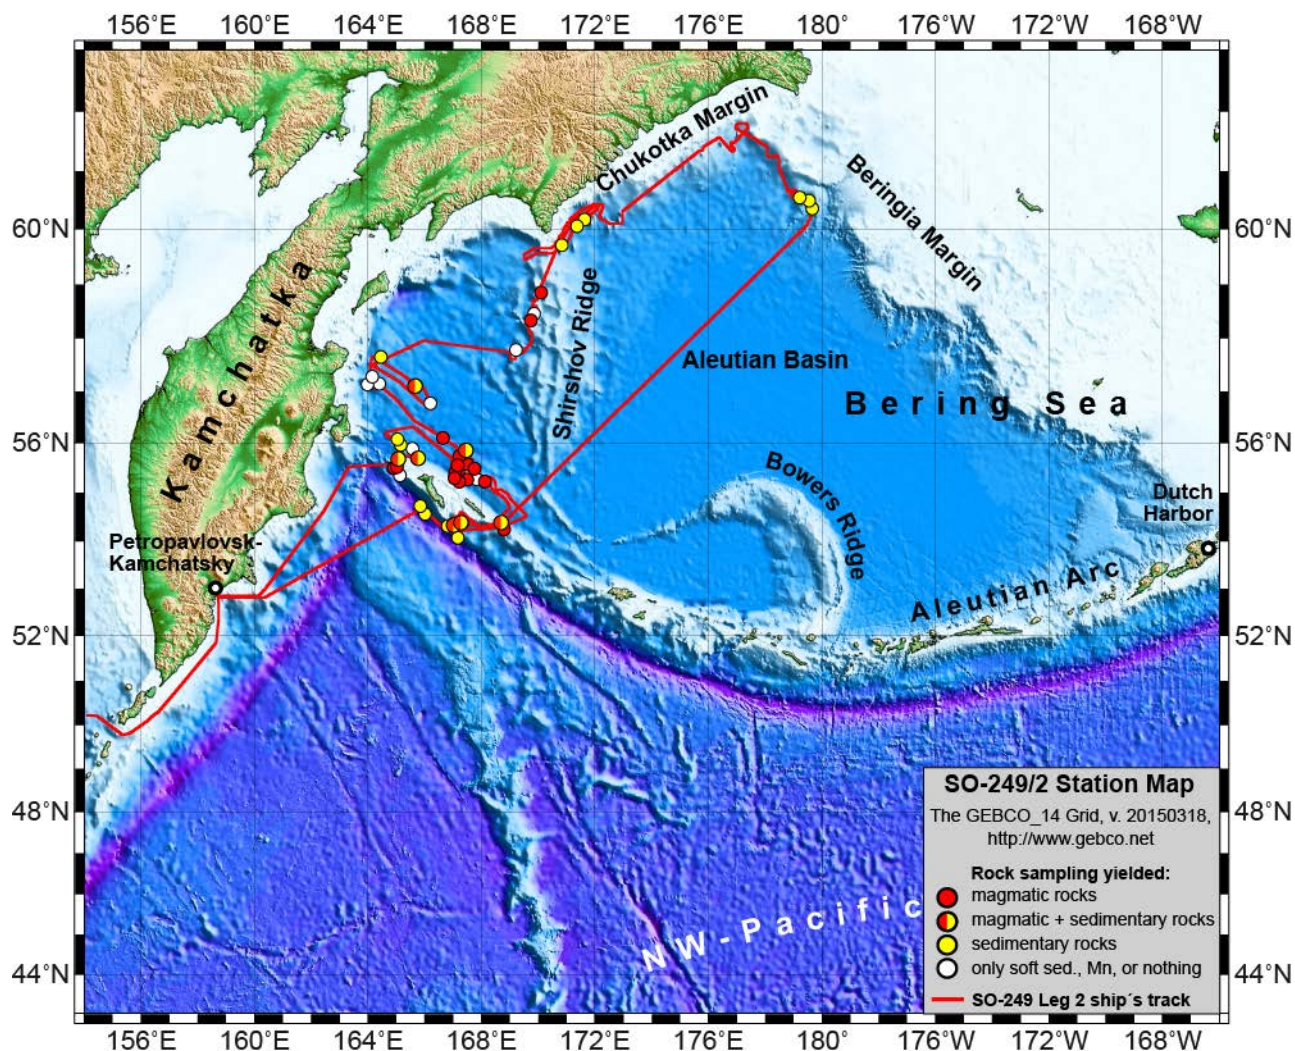 156°E 160°E 164°E 168°E 172°E 176°E 180° 176°W 172°W 168°W
Chukotka Margin
Beringia Margin
60°N 60°N
Kamchatka
Shirshov Ridge
Aleutian Basin
Bering Sea
56°N 56°N
Bowers Ridge
Dutch
Harbor
Petropavlovsk-
Kamchatsky
Aleutian Arc
52°N 52°N
SO-249/2 Station Map
The GEBCO_14 Grid, v. 20150318,
http://www.gebco.net
48°N 48°N
Rock sampling yielded:
magmatic rocks
magmatic + sedimentary rocks
sedimentary rocks
only soft sed., Mn, or nothing
SO-249 Leg 2 ship´s track
NW-Pacific
44°N 44°N
156°E 160°E 164°E 168°E 172°E 176°E 180° 176°W 172°W 168°W